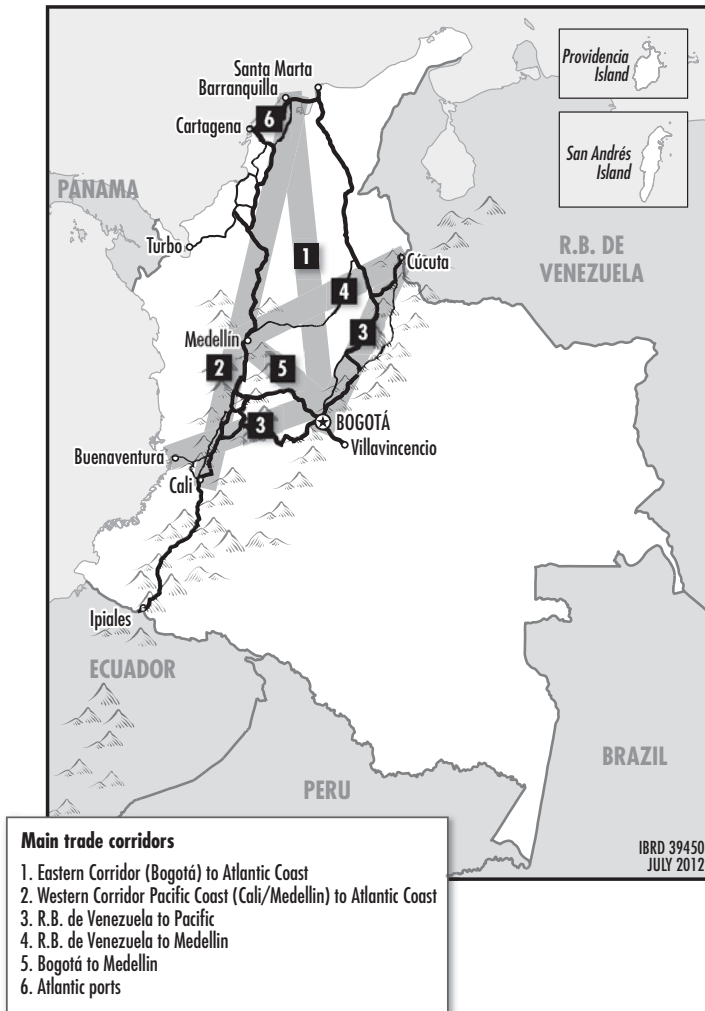 Providencia
Island
San Andrés
Island
Santa Marta
Barranquilla
6
Cartagena
PANAMA
Turbo
1
Cúcuta
R.B. DE
VENEZUELA
4
3
Medellín
2
5
3
BOGOTÁ
Villavincencio
Buenaventura
Cali
Ipiales
ECUADOR
BRAZIL
PERU
Main trade corridors
1. Eastern Corridor (Bogotá) to Atlantic Coast
2. Western Corridor Pacific Coast (Cali/Medellin) to Atlantic Coast
3. R.B. de Venezuela to Pacific
4. R.B. de Venezuela to Medellin
5. Bogotá to Medellin
6. Atlantic ports
IBRD 39450
JULY 2012